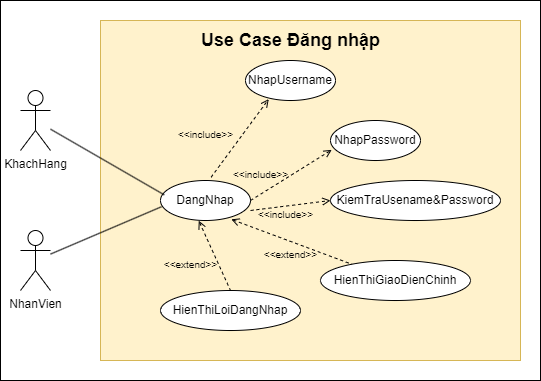 Use Case Đăng nhập
NhapUsername
<<include>>
KhachHang
NhapPassword
<<include>>
DangNhap
KiemTraUsename&Password
<<include>>
NhanVien
<<extend>>
<<extend>>
HienThiGiaoDienChinh
HienThiLoiDangNhap